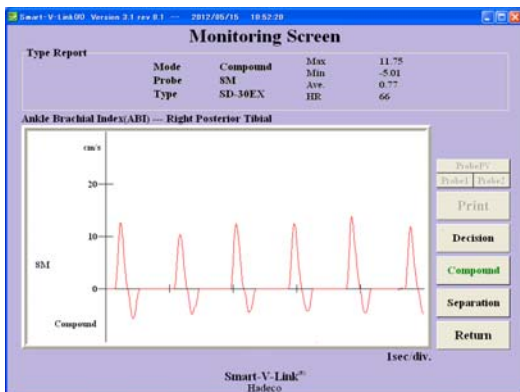 Smart-V-Link(R) Version 3.1 rev 0.1 --- 2012/05/15 10:52:20
Monitoring Screen
Type Report
Mode Compound
Probe 8M
Type SD-30EX
Max 11.75
Min -5.01
Ave. 0.77
HR 66
Ankle Brachial Index(ABI) --- Right Posterior Tibial
cm/s
20
10
8M
0
Compound
1sec/div.
ProbePV
Probe1 Probe2
Print
Decision
Compound
Separation
Return
Smart-V-Link®
Hadeco